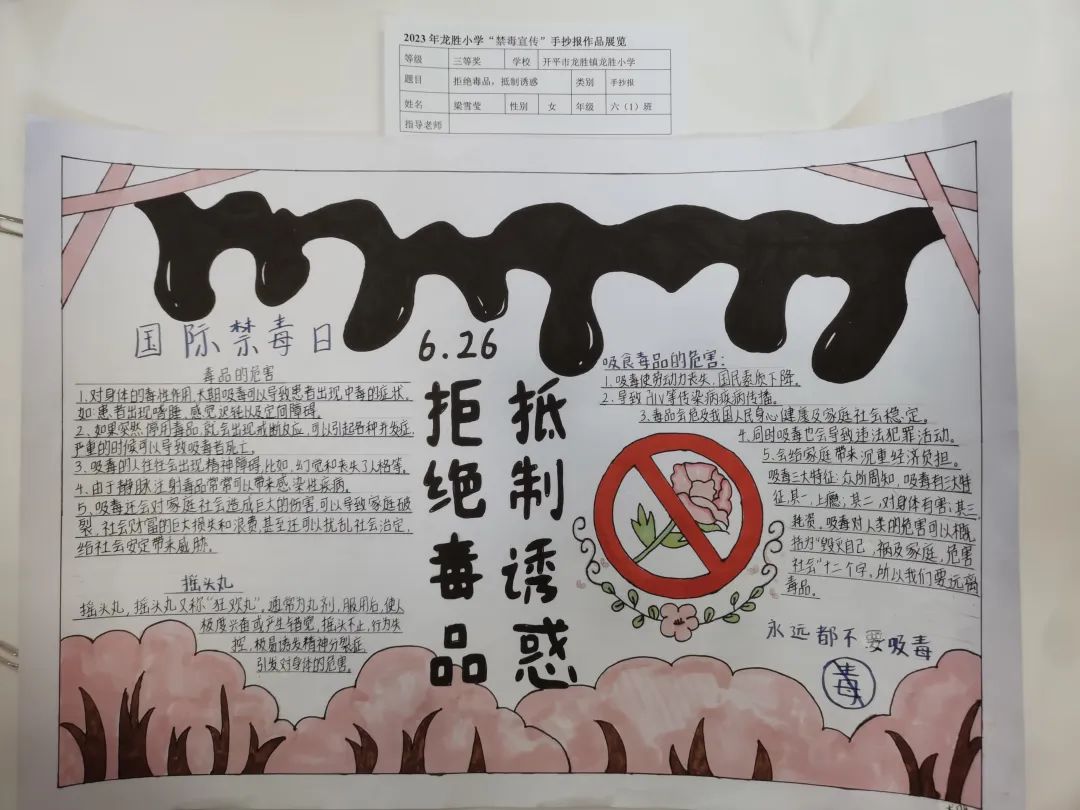 2023年龙胜小学“禁毒宣传”手抄报作品展览
等级 三等奖 学校 开平市龙胜镇龙胜小学
题目 拒绝毒品，抵制诱惑 类别 手抄报
姓名 梁雪莹 性别 女 年级 六（1）班
指导老师
国际禁毒日
6.26
拒绝毒品
抵制诱惑
毒品的危害
1.对身体的毒性作用,长期吸毒可以导致患者出现中毒的症状,
如:患者出现嗜睡,感觉迟钝以及定向障碍。
2、如果突然停用毒品,就会出现戒断反应,可以引起各种并发症,
严重的时候可以导致吸毒者死亡。
3、吸毒的人往往会出现精神障碍,比如,幻觉和丧失了人格等。
4、由于静脉注射毒品常常可以带来感染性疾病。
5、吸毒还会对家庭社会造成巨大的伤害,可以导致家庭破
裂,社会财富的巨大损失和浪费,甚至还可以扰乱社会治定,
给社会安定带来威胁。
摇头丸
摇头丸,摇头丸又称“狂欢丸”,通常为丸剂,服用后,使人
极度兴奋或产生错觉,摇头不止,行为失
控,极易诱发精神分裂症,
引发对身体的危害。
吸食毒品的危害:
1.吸毒使劳动力丧失,国民素质下降。
2.导致HIV等传染病疾病传播。
3.毒品会危及我国人民身心健康及家庭社会稳定。
4.同时吸毒也会导致违法犯罪活动。
5.会给家庭带来沉重经济负担。
吸毒三大特征:众所周知,吸毒有三大特
征,其一,上瘾;其二,对身体有害;其三
耗资,吸毒对人类的危害可以概
括为“毁灭自己,祸及家庭,危害
社会”十二个字,所以我们要远离
毒品。
永远都不要吸毒
毒